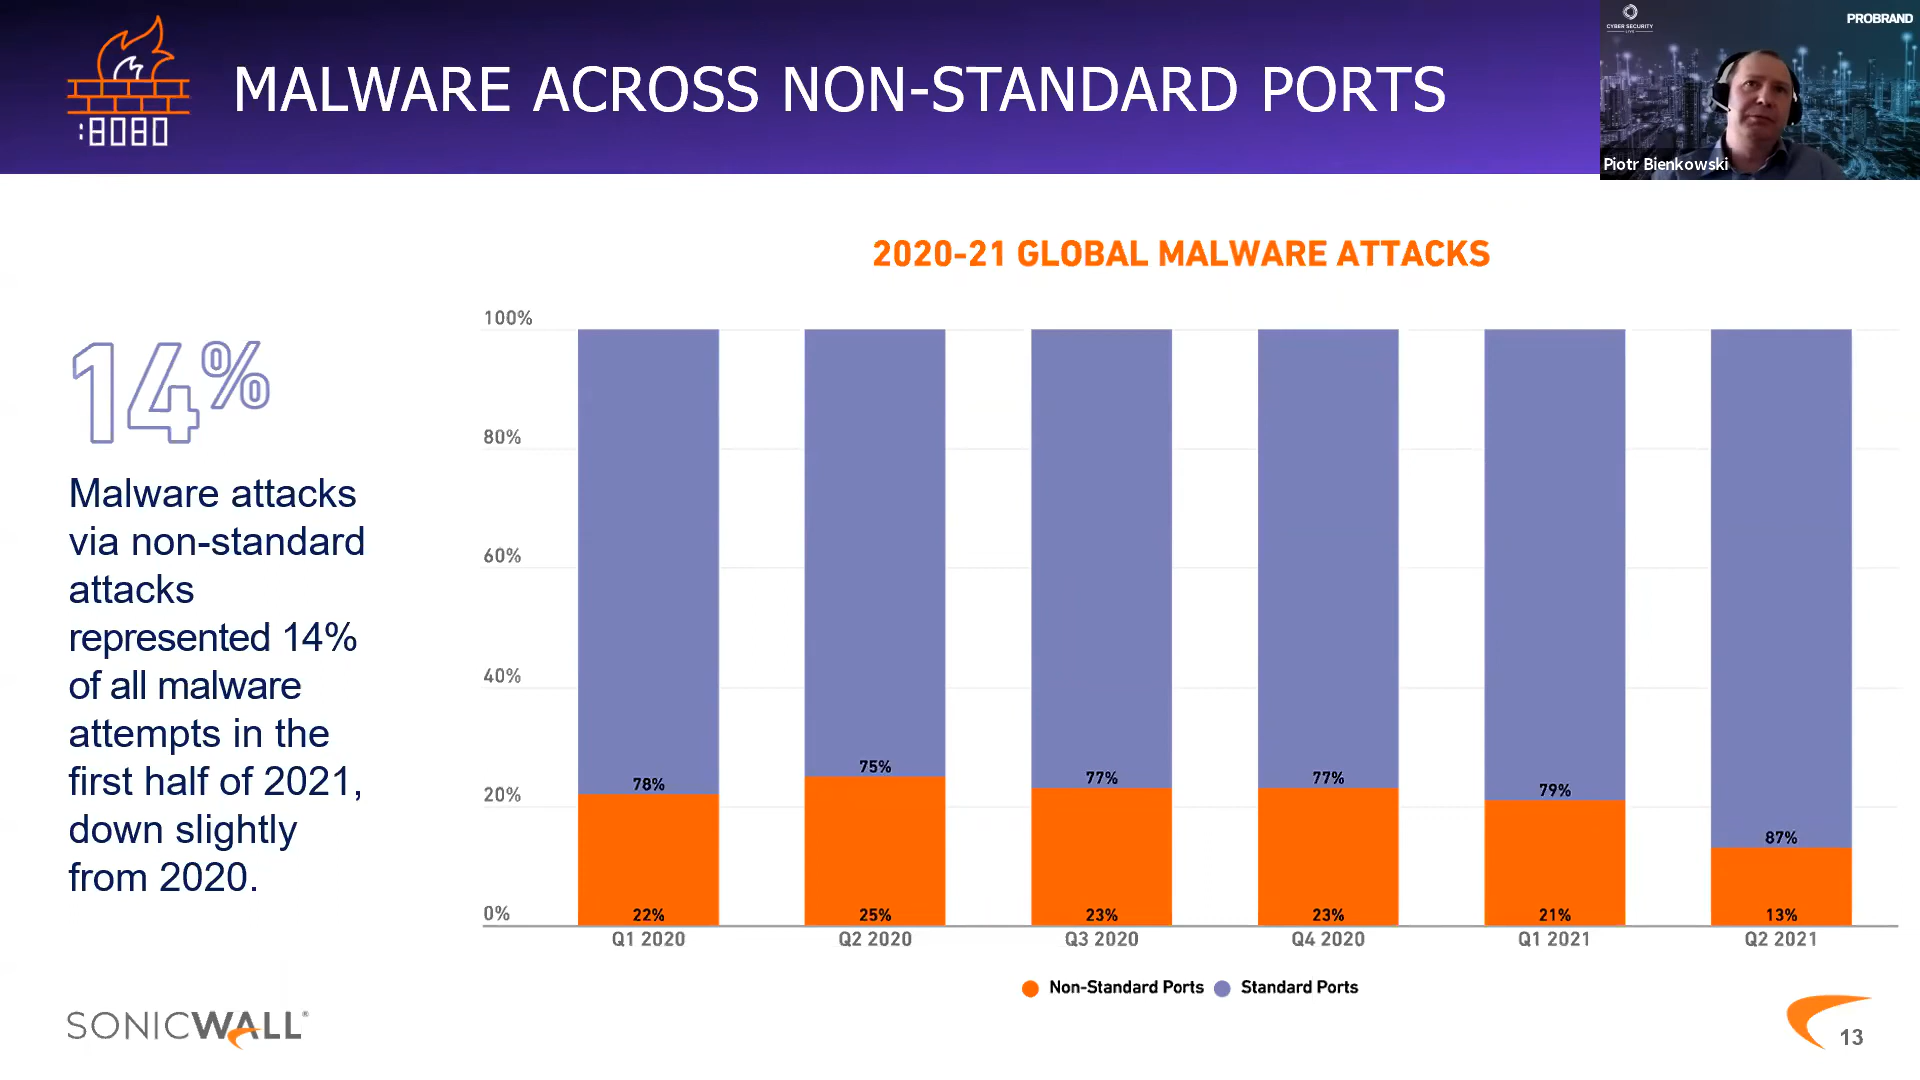 :8080
MALWARE ACROSS NON-STANDARD PORTS
CYBER SECURITY
LIVE
PROBRAND
Piotr Bienkowski
14%
Malware attacks
via non-standard
attacks
represented 14%
of all malware
attempts in the
first half of 2021,
down slightly
from 2020.
2020-21 GLOBAL MALWARE ATTACKS
100%
80%
60%
40%
20%
0%
78%
75%
77%
77%
79%
87%
22%
25%
23%
23%
21%
13%
Q1 2020
Q2 2020
Q3 2020
Q4 2020
Q1 2021
Q2 2021
Non-Standard Ports
Standard Ports
SONICWALL®
13